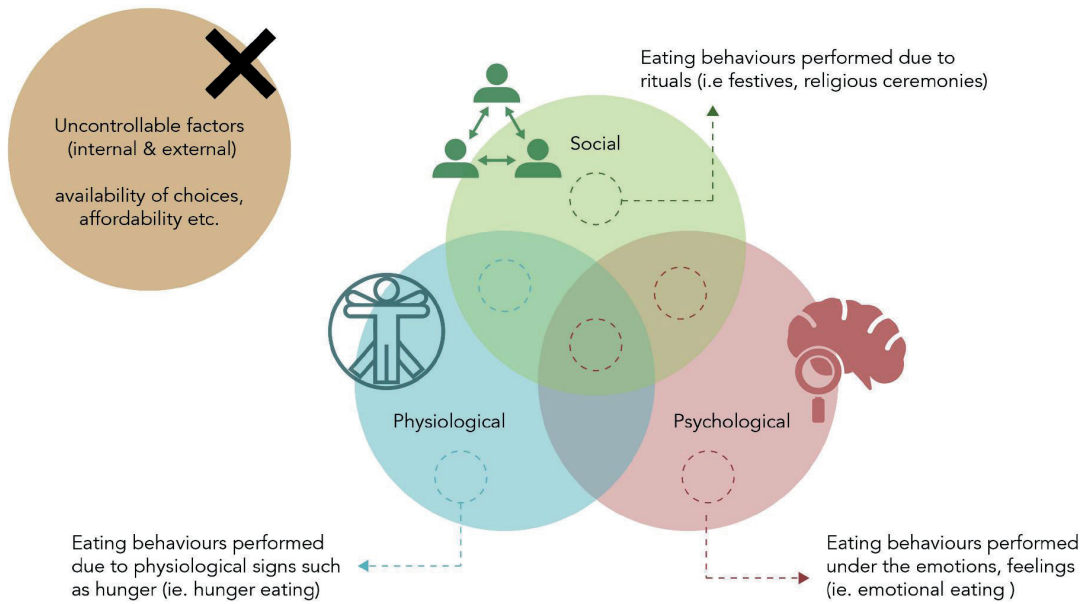 Uncontrollable factors
(internal & external)
availability of choices,
affordability etc.
Eating behaviours performed due to
rituals (i.e festives, religious ceremonies)
Social
Physiological
Psychological
Eating behaviours performed
due to physiological signs such
as hunger (ie. hunger eating)
Eating behaviours performed
under the emotions, feelings
(ie. emotional eating )